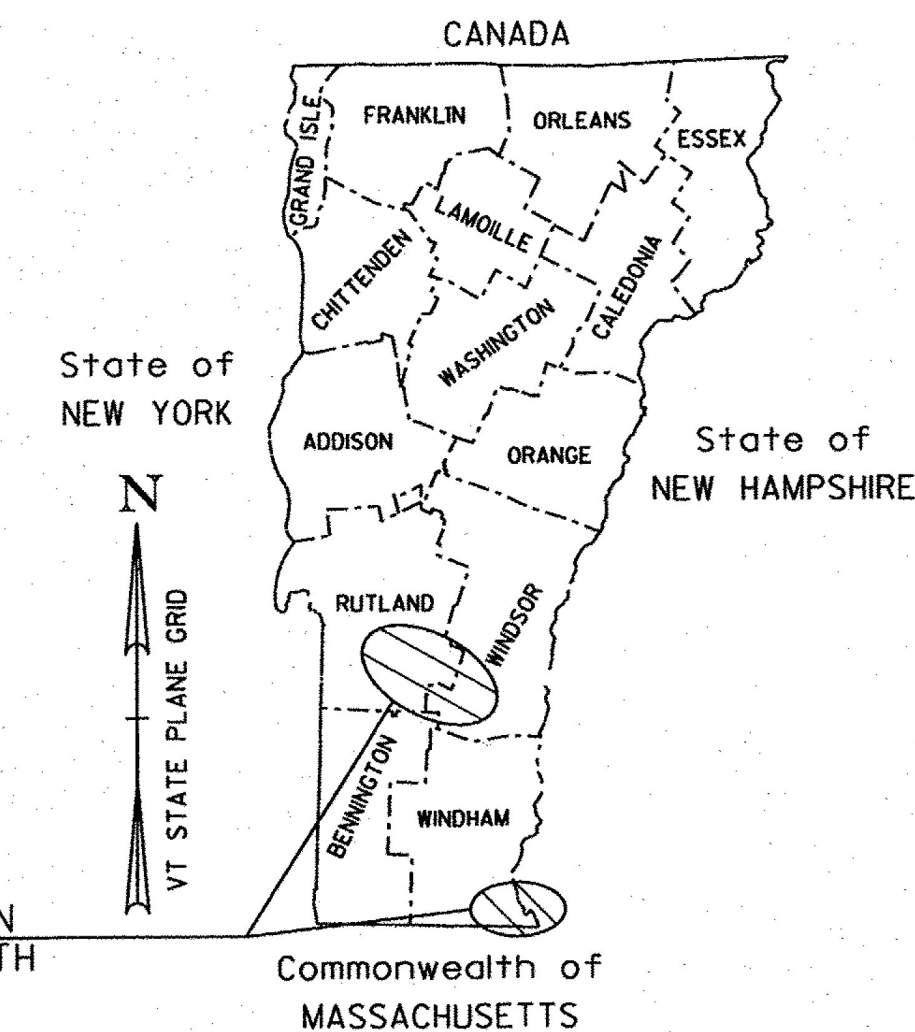 CANADA
FRANKLIN
ORLEANS
ESSEX
GRAND ISLE
LAMOILLE
CHITTENDEN
CALEDONIA
WASHINGTON
State of
NEW YORK
ADDISON
ORANGE
State of
NEW HAMPSHIRE
N
RUTLAND
WINDSOR
VT STATE PLANE GRID
BENNINGTON
WINDHAM
N
TH
Commonwealth of
MASSACHUSETTS